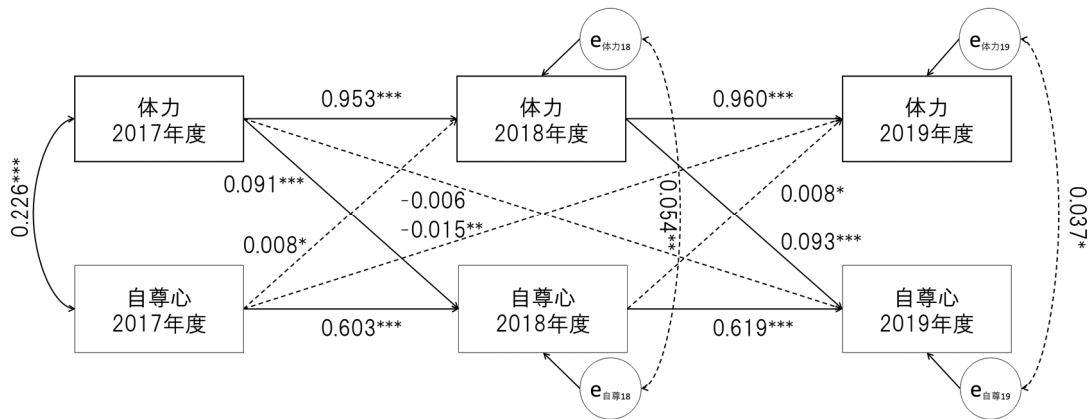 e体力18
e体力19
体力
2017年度
0.953***
体力
2018年度
0.960***
体力
2019年度
0.226***
0.091***
-0.006
-0.015**
0.008*
0.054**
0.008*
0.093***
0.037*
自尊心
2017年度
0.603***
自尊心
2018年度
0.619***
自尊心
2019年度
e自尊18
e自尊19